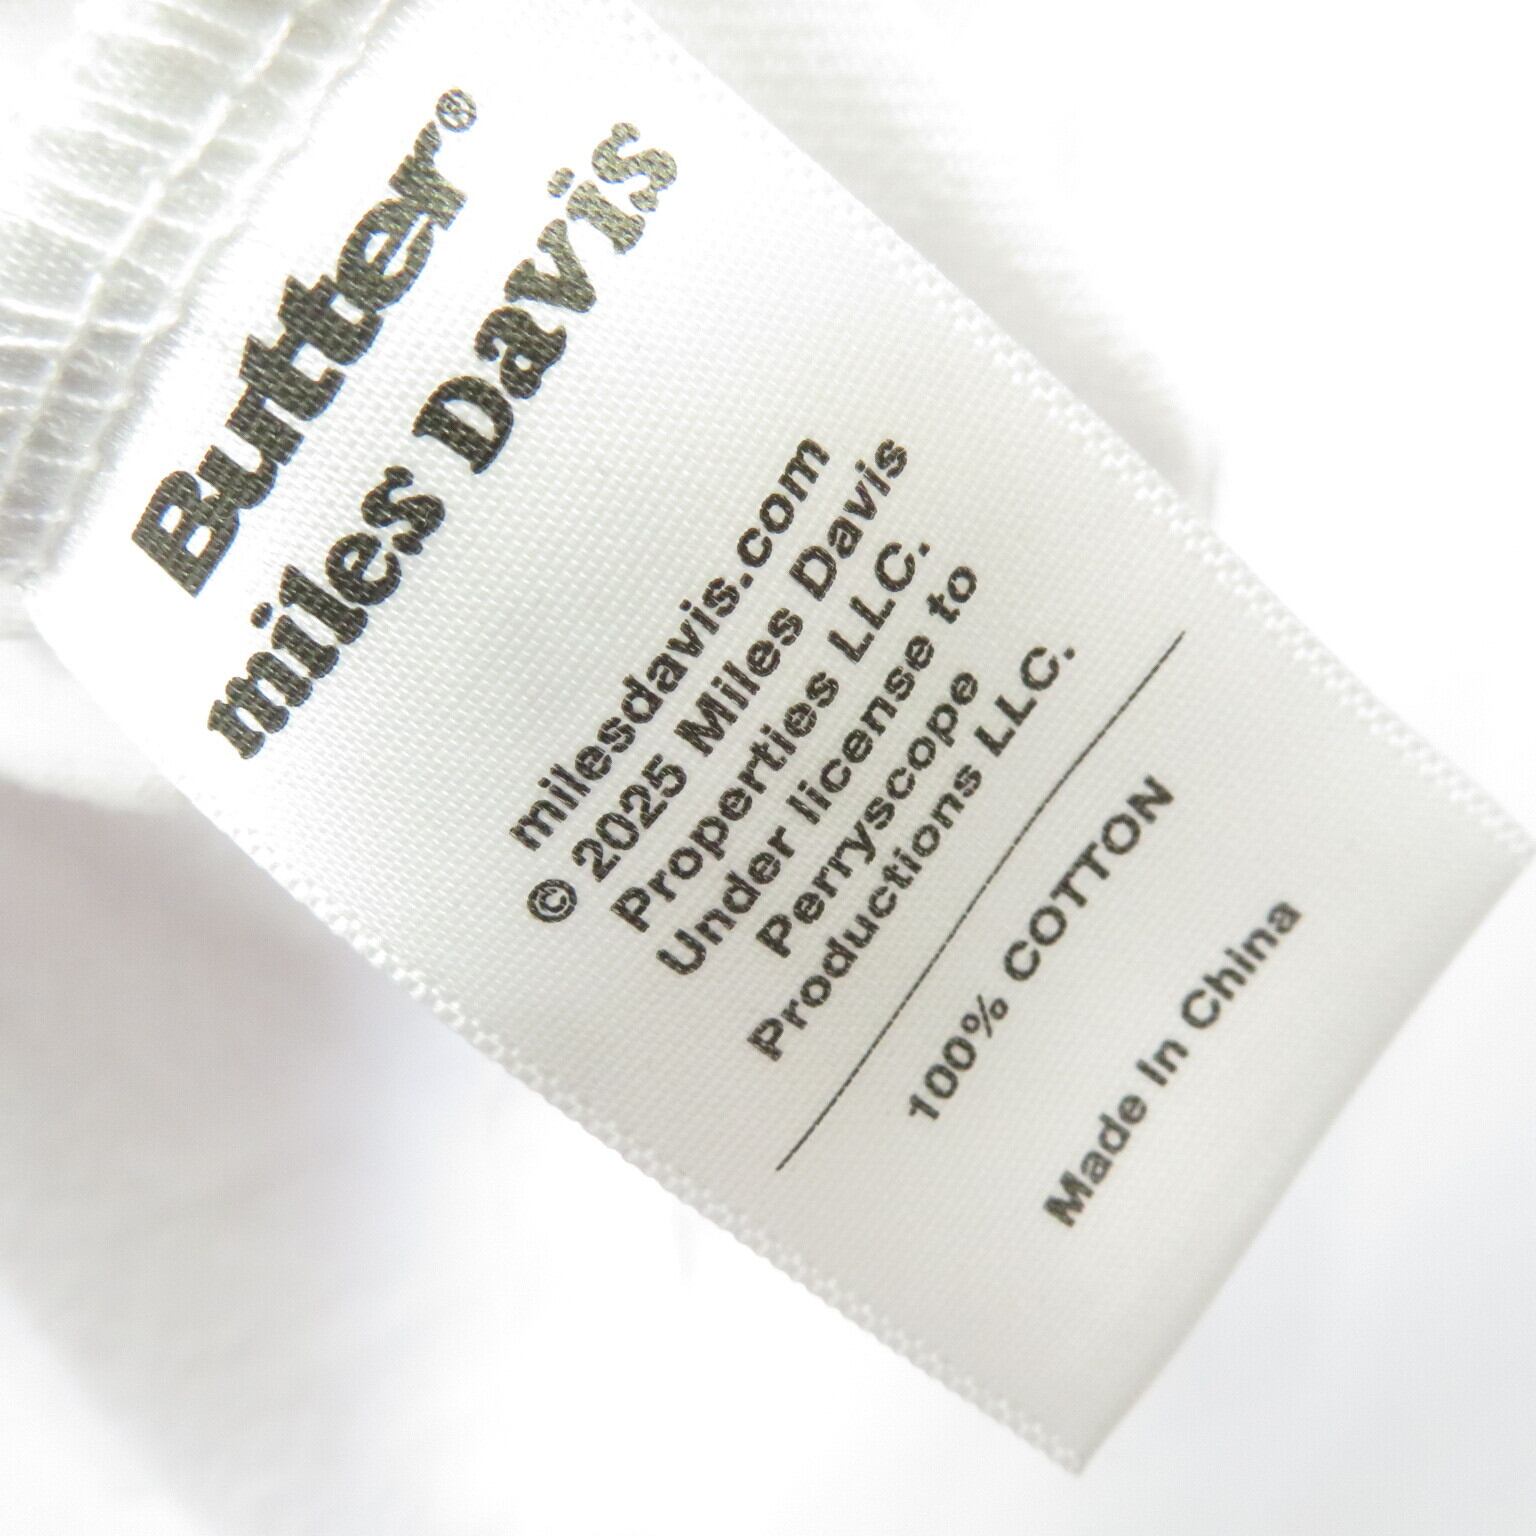 Butter®
miles Davis
milesdavis.com
© 2025 Miles Davis
Properties LLC.
Under license to
Perryscope
Productions LLC.
100% COTTON
Made In China